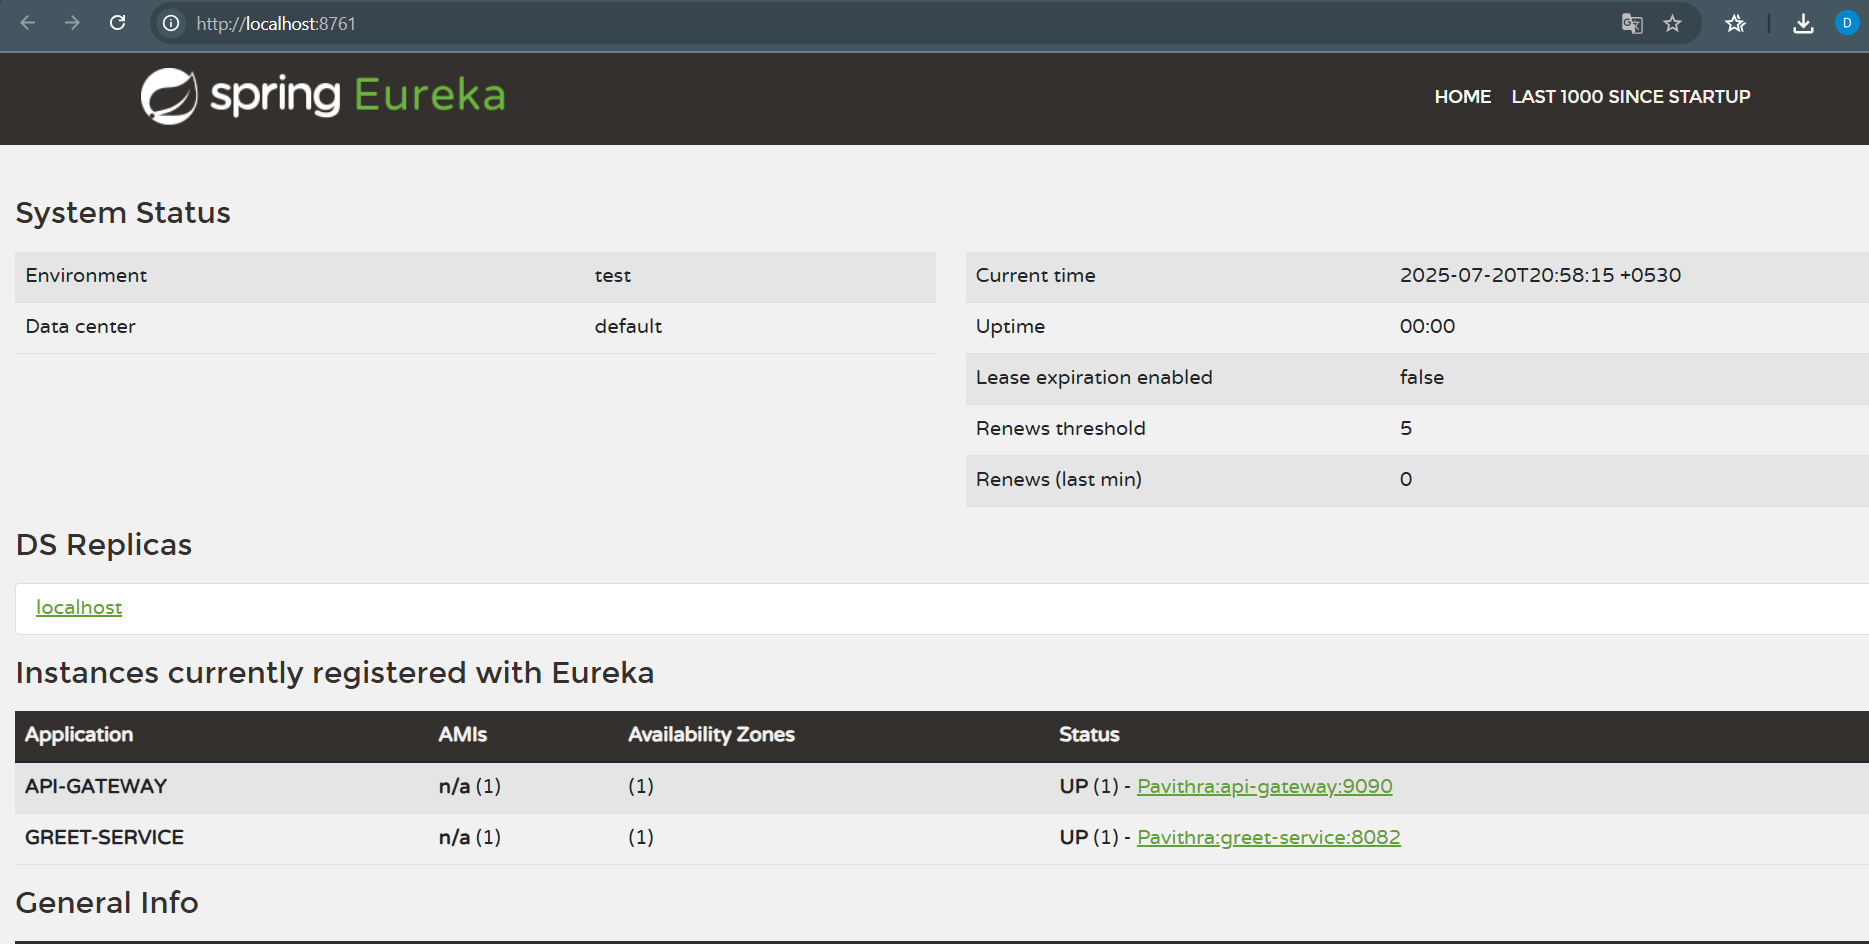 http://localhost:8761
D
spring Eureka
HOME LAST 1000 SINCE STARTUP
System Status
Environment test
Data center default
Current time 2025-07-20T20:58:15 +0530
Uptime 00:00
Lease expiration enabled false
Renews threshold 5
Renews (last min) 0
DS Replicas
localhost
Instances currently registered with Eureka
Application AMIs Availability Zones Status
API-GATEWAY n/a (1) (1) UP (1) - Pavithra:api-gateway:9090
GREET-SERVICE n/a (1) (1) UP (1) - Pavithra:greet-service:8082
General Info